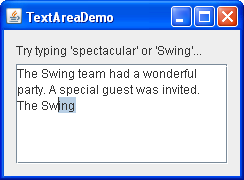 TextAreaDemo
Try typing 'spectacular' or 'Swing'...
The Swing team had a wonderful
party. A special guest was invited.
The Swing